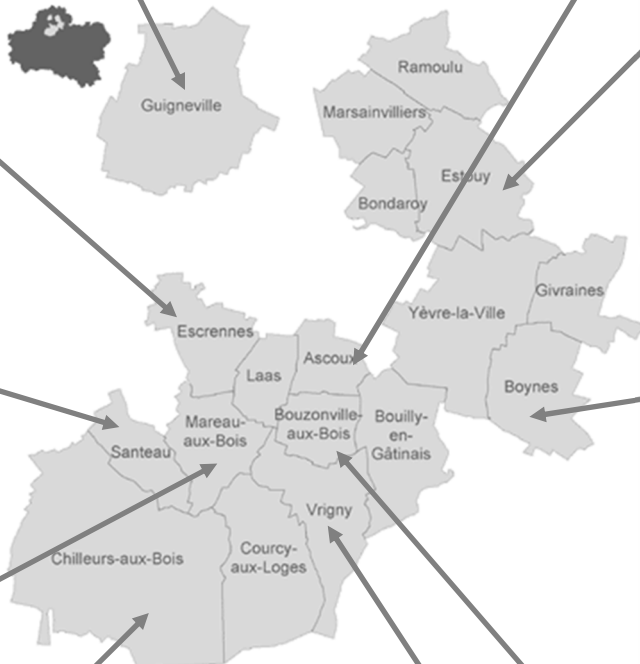 Ramoulu
Guigneville
Marsainvilliers
Estouy
Bondaroy
Givraines
Yèvre-la-Ville
Escrennes
Ascoux
Laas
Boynes
Mareau-
aux-Bois
Bouzonville-
aux-Bois
Bouilly-
en-
Gâtinais
Santeau
Vrigny
Chilleurs-aux-Bois
Courcy-
aux-Loges